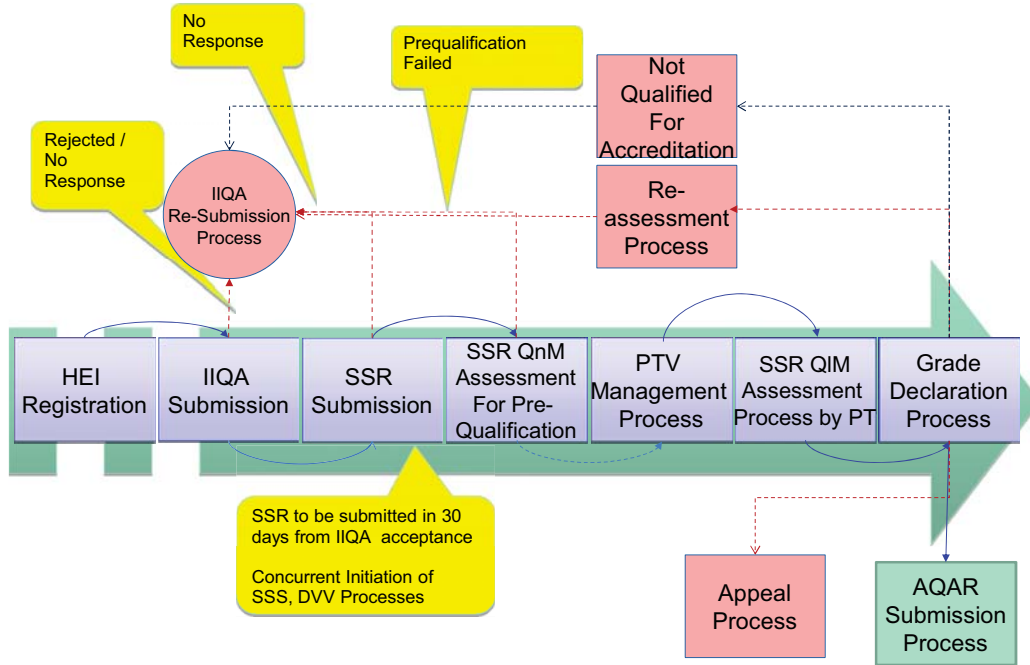 No
Response
Prequalification
Failed
Rejected /
No
Response
Not
Qualified
For
Accreditation
IIQA
Re-Submission
Process
Re-
assessment
Process
HEI
Registration
IIQA
Submission
SSR
Submission
SSR QnM
Assessment
For Pre-
Qualification
PTV
Management
Process
SSR QlM
Assessment
Process by PT
Grade
Declaration
Process
SSR to be submitted in 30
days from IIQA acceptance
Concurrent Initiation of
SSS, DVV Processes
Appeal
Process
AQAR
Submission
Process